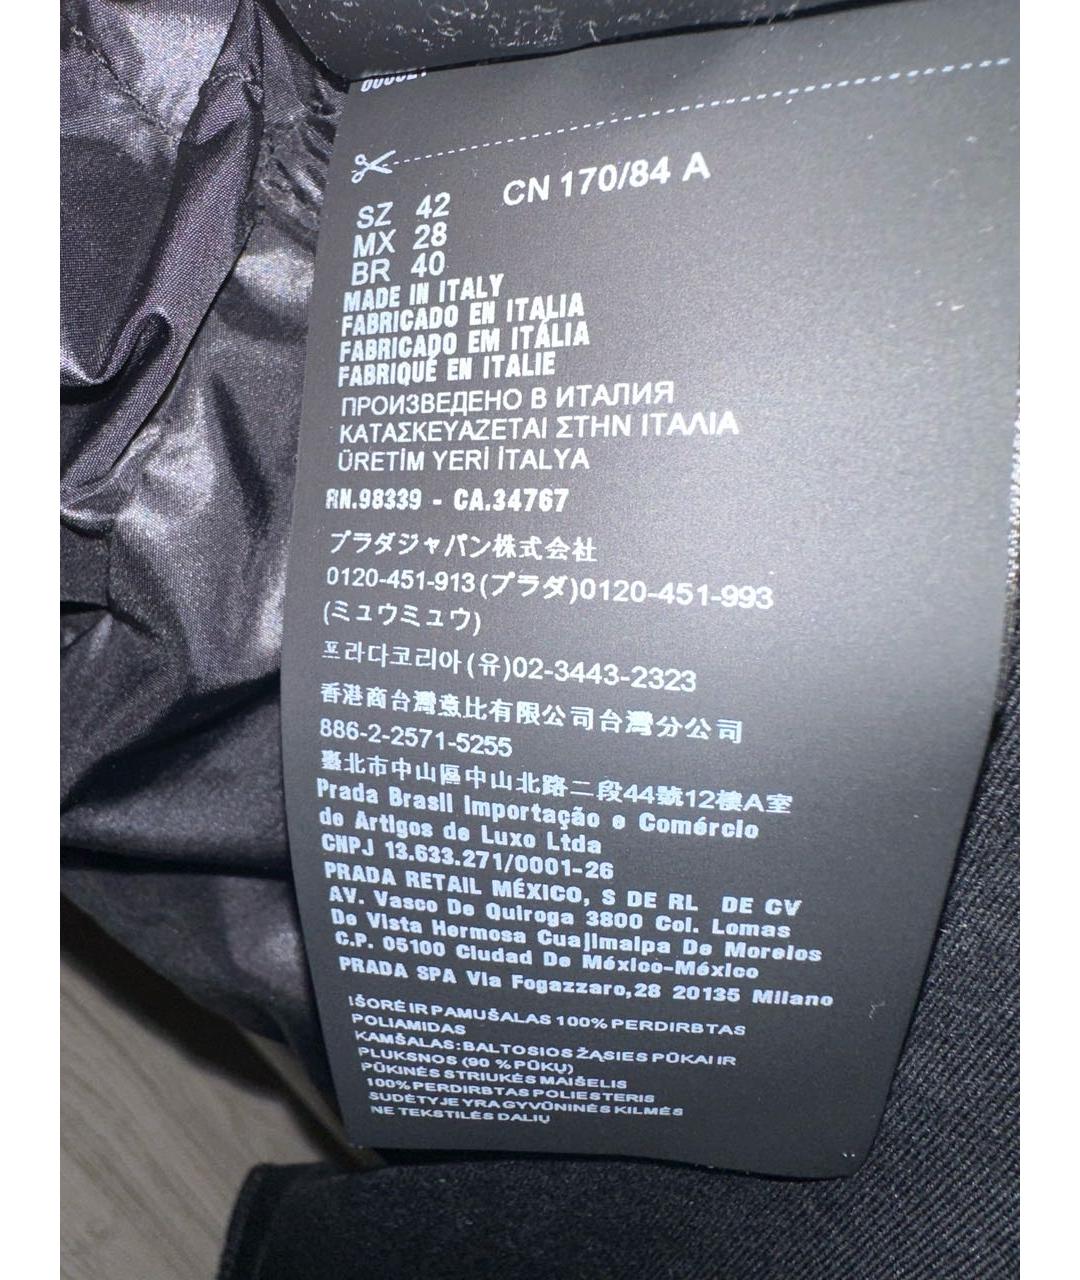 CN 170/84 A
SZ 42
MX 28
BR 40
MADE IN ITALY
FABRICADO EN ITALIA
FABRICADO EM ITÁLIA
FABRIQUÉ EN ITALIE
ПРОИЗВЕДЕНО В ИТАЛИЯ
ΚΑΤΑΣΚΕΥΑΖΕΤΑΙ ΣΤΗΝ ΙΤΑΛΙΑ
ÜRETİM YERİ İTALYA
RN.98339 - CA.34767
プラダジャパン株式会社
0120-451-913(プラダ)0120-451-993
(ミュウミュウ)
프라다코리아(유)02-3443-2323
香港商台灣意比有限公司台灣分公司
886-2-2571-5255
臺北市中山區中山北路二段44號12樓A室
Prada Brasil Importação e Comércio
de Artigos de Luxo Ltda
CNPJ 13.633.271/0001-26
PRADA RETAIL MÉXICO, S DE RL DE CV
AV. Vasco De Quiroga 3800 Col. Lomas
De Vista Hermosa Cuajimalpa De Morelos
C.P. 05100 Ciudad De México-México
PRADA SPA Via Fogazzaro,28 20135 Milano
IŠORĖ IR PAMUŠALAS 100% PERDIRBTAS
POLIAMIDAS
KAMŠALAS: BALTOSIOS ŽĄSIES PŪKAI IR
PLUKSNOS (90 % PŪKŲ)
PŪKINĖS STRIUKĖS MAIŠELIS
100% PERDIRBTAS POLIESTERIS
SUDĖTYJE YRA GYVŪNINĖS KILMĖS
NE TEKSTILĖS DALIŲ